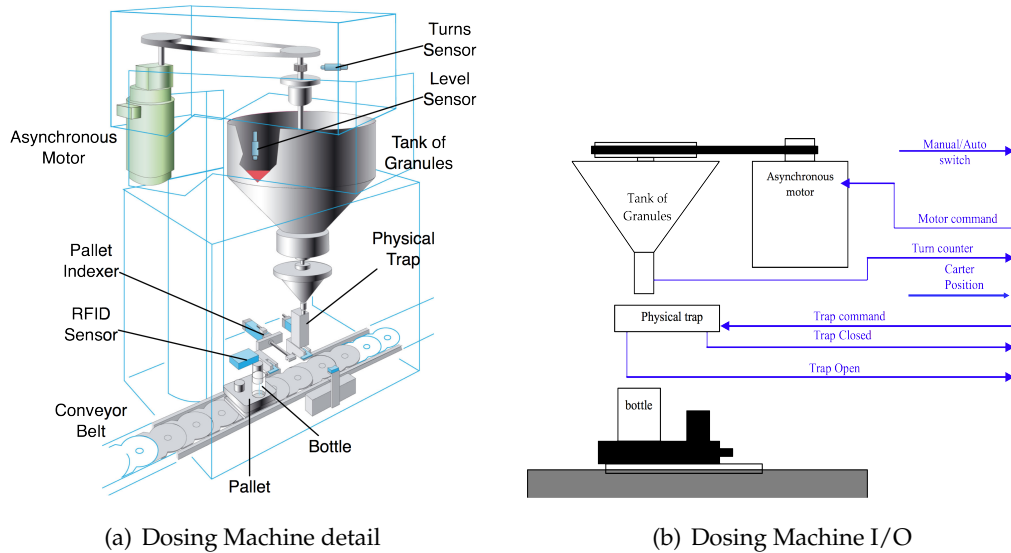 Turns
Sensor
Level
Sensor
Asynchronous
Motor
Tank of
Granules
Pallet
Indexer
Physical
Trap
RFID
Sensor
Conveyor
Belt
Bottle
Pallet
(a) Dosing Machine detail
Manual/Auto
switch
Asynchronous
motor
Tank of
Granules
Motor command
Turn counter
Carter
Position
Physical trap
Trap command
Trap Closed
Trap Open
bottle
(b) Dosing Machine I/O